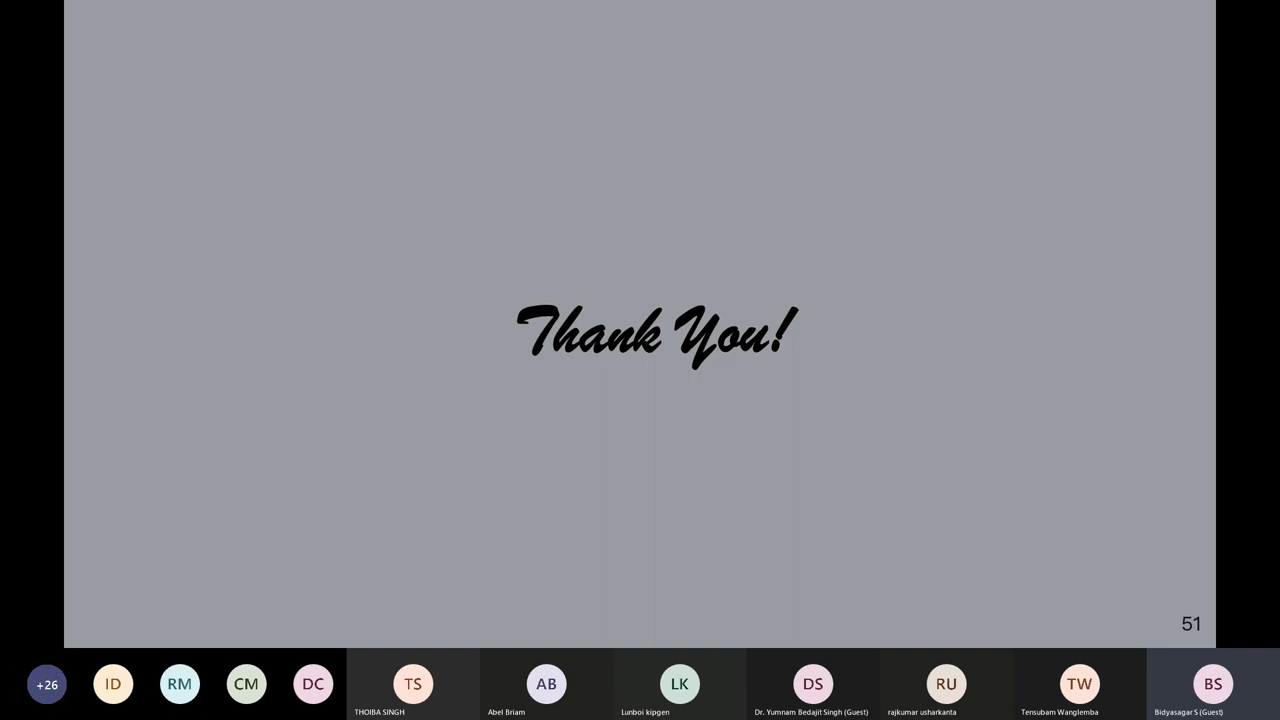 Thank You!
51
+26
ID
RM
CM
DC
TS
AB
LK
DS
RU
TW
BS
THOIBA SINGH
Abel Briam
Lunboi kipgen
Dr. Yumnam Bedajit Singh (Guest)
rajkumar usharkanta
Tensubam Wanglemba
Bidyasagar S (Guest)